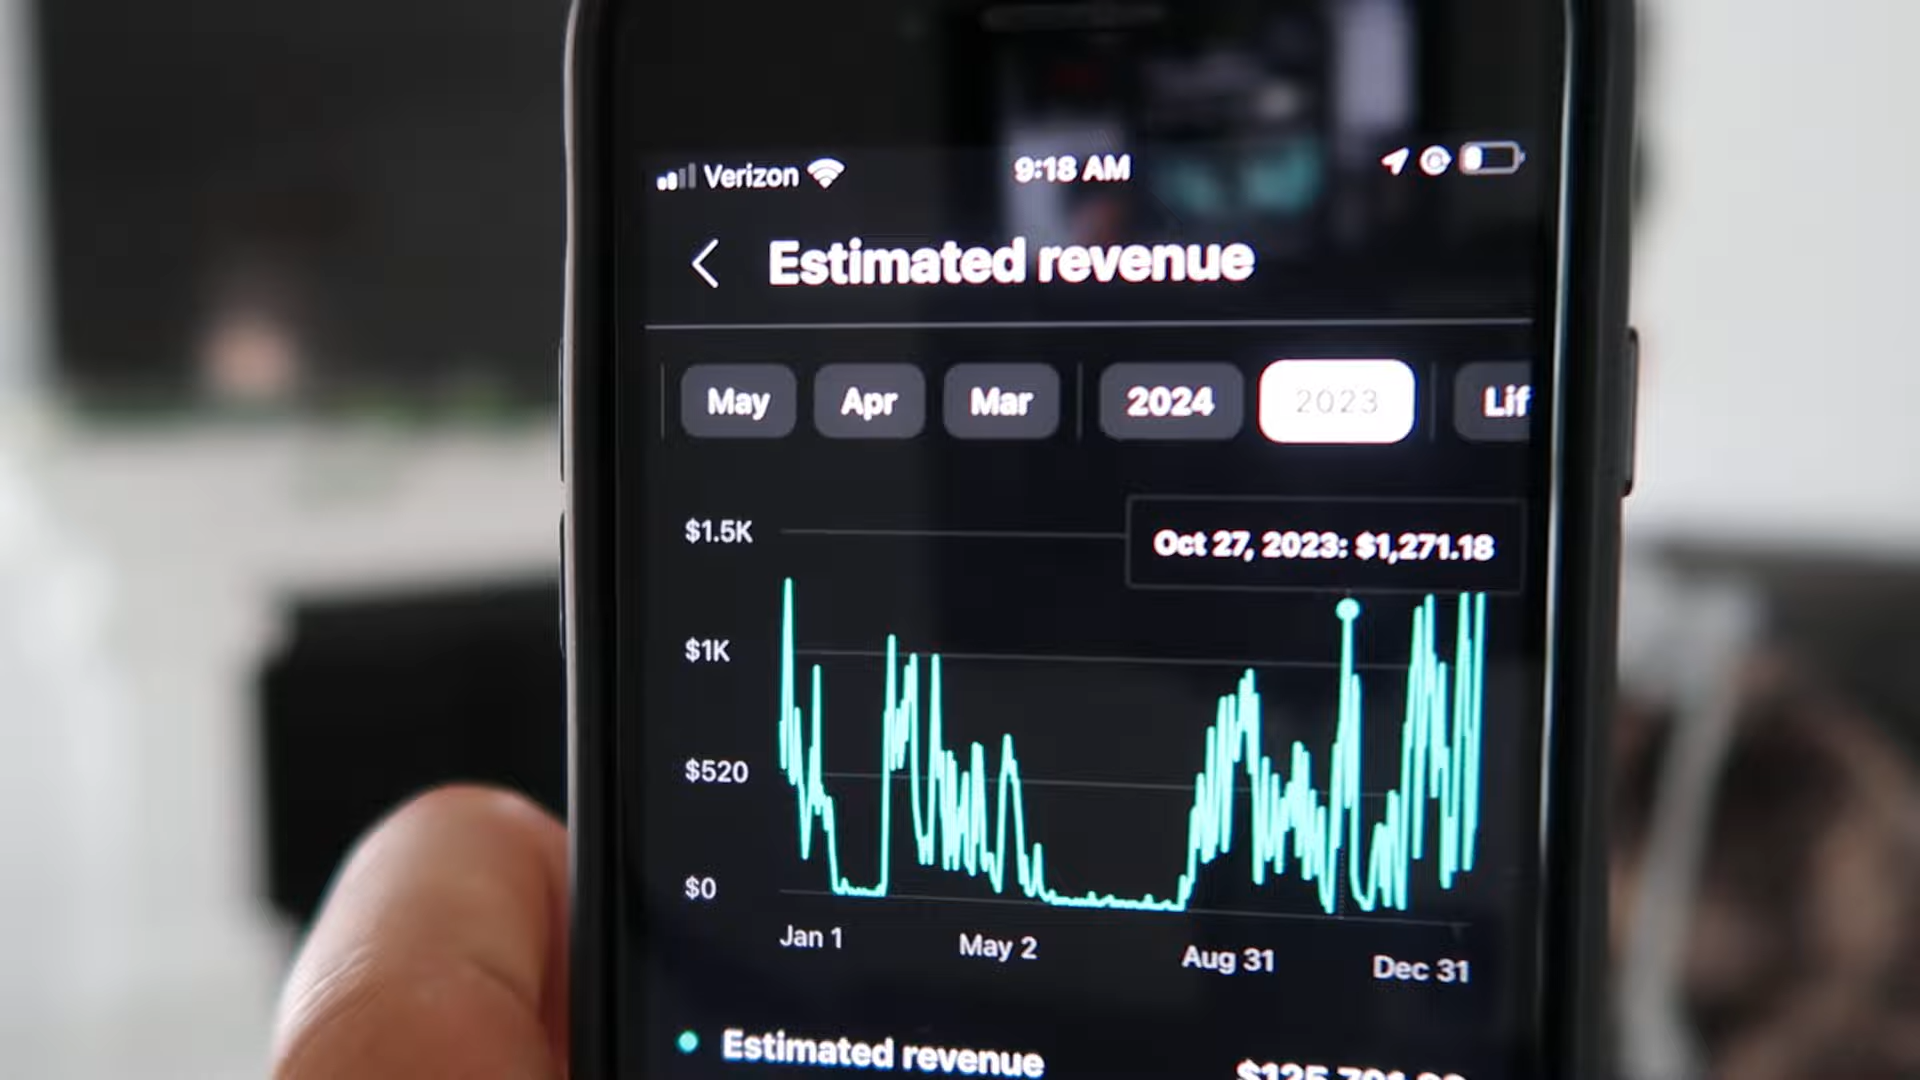 Verizon 9:18 AM
Estimated revenue
May Apr Mar 2024 2023 Lif
Oct 27, 2023: $1,271.18
$1.5K
$1K
$520
$0
Jan 1 May 2 Aug 31 Dec 31
Estimated revenue